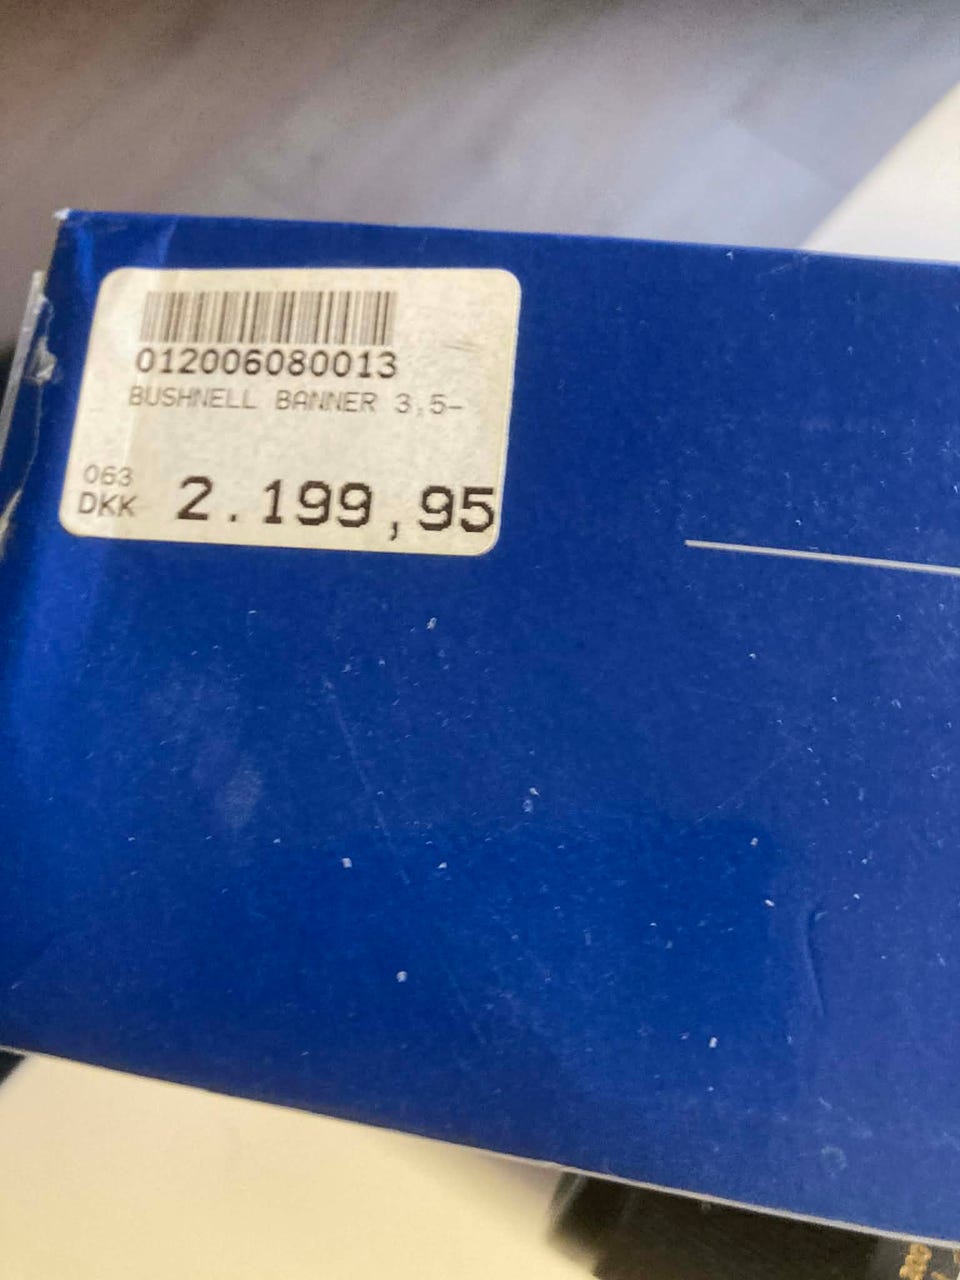 012006080013
BUSHNELL BANNER 3,5-
063
DKK 2.199,95